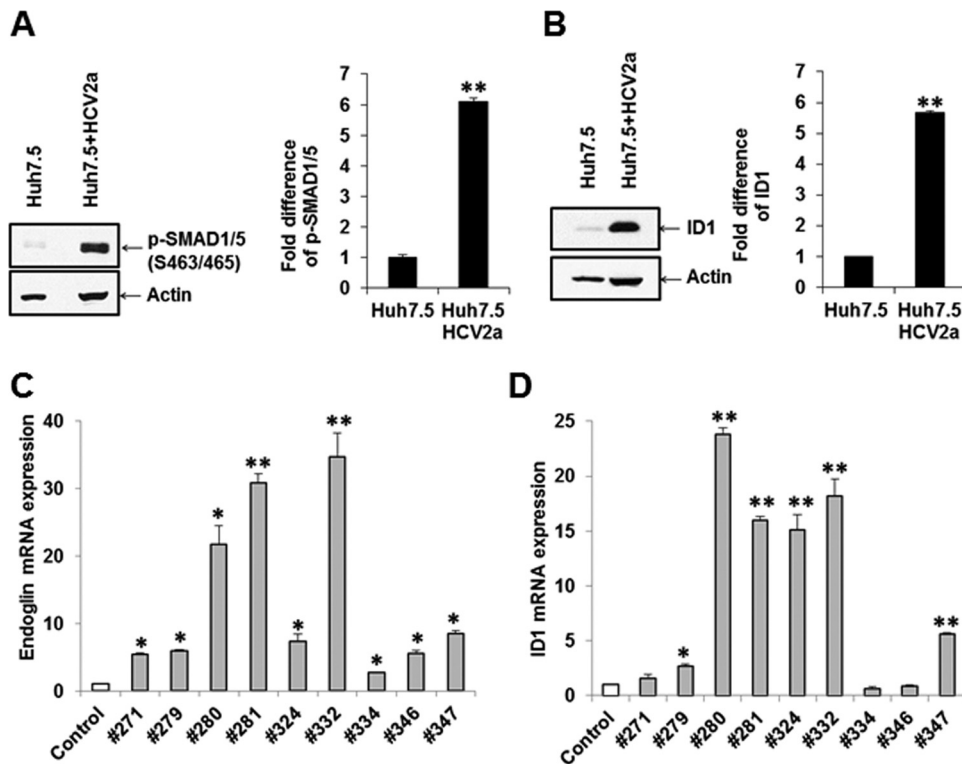 A
Huh7.5
Huh7.5+HCV2a
p-SMAD1/5
(S463/465)
Actin
Fold difference
of p-SMAD1/5
7
6
5
4
3
2
1
0
**
Huh7.5
Huh7.5
HCV2a
B
Huh7.5
Huh7.5+HCV2a
ID1
Actin
Fold difference
of ID1
7
6
5
4
3
2
1
0
**
Huh7.5
Huh7.5
HCV2a
C
Endoglin mRNA expression
40
30
20
10
0
*
*
*
**
*
**
*
*
*
Control
#271
#279
#280
#281
#324
#332
#334
#346
#347
D
ID1 mRNA expression
25
20
15
10
5
0
*
**
**
**
**
**
Control
#271
#279
#280
#281
#324
#332
#334
#346
#347